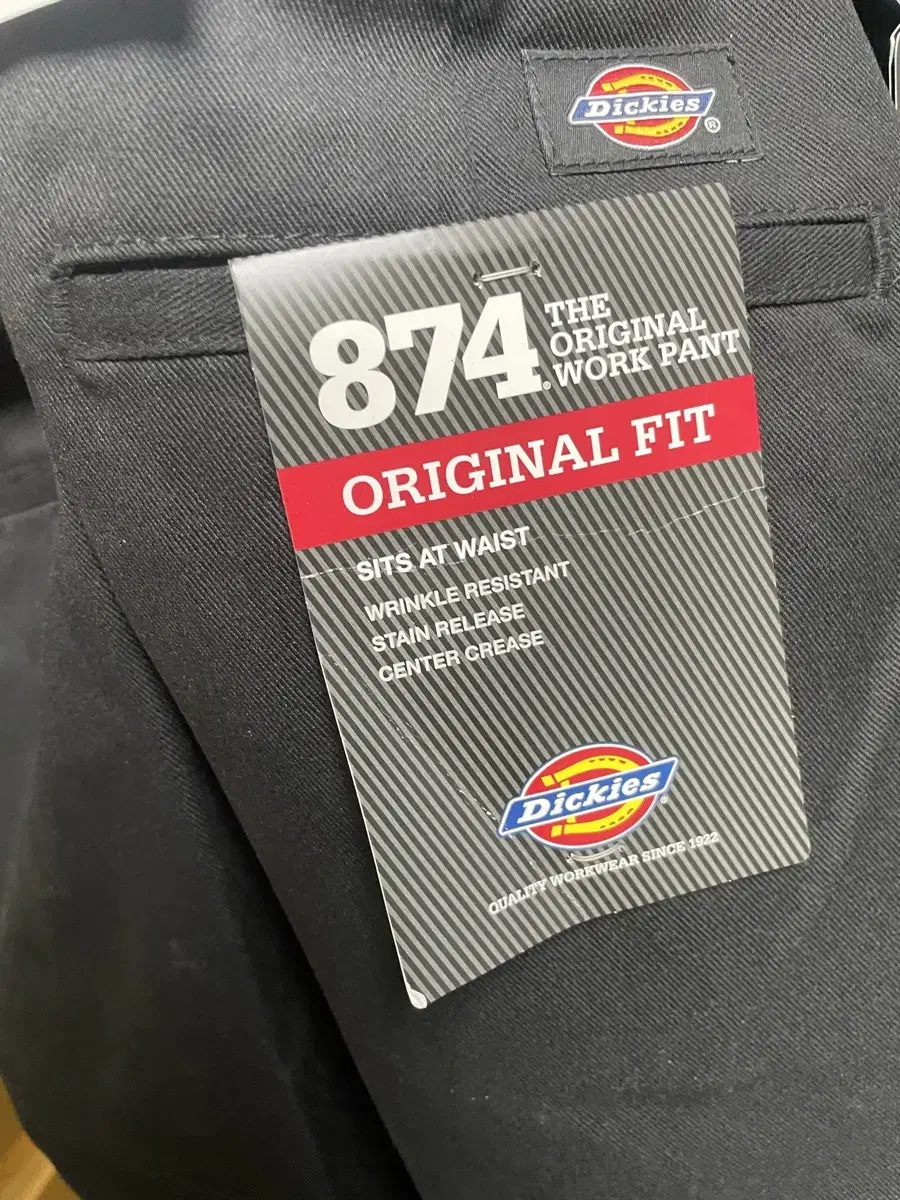 Dickies®
874® THE
ORIGINAL
WORK PANT
ORIGINAL FIT
SITS AT WAIST
WRINKLE RESISTANT
STAIN RELEASE
CENTER CREASE
Dickies®
QUALITY WORKWEAR SINCE 1922